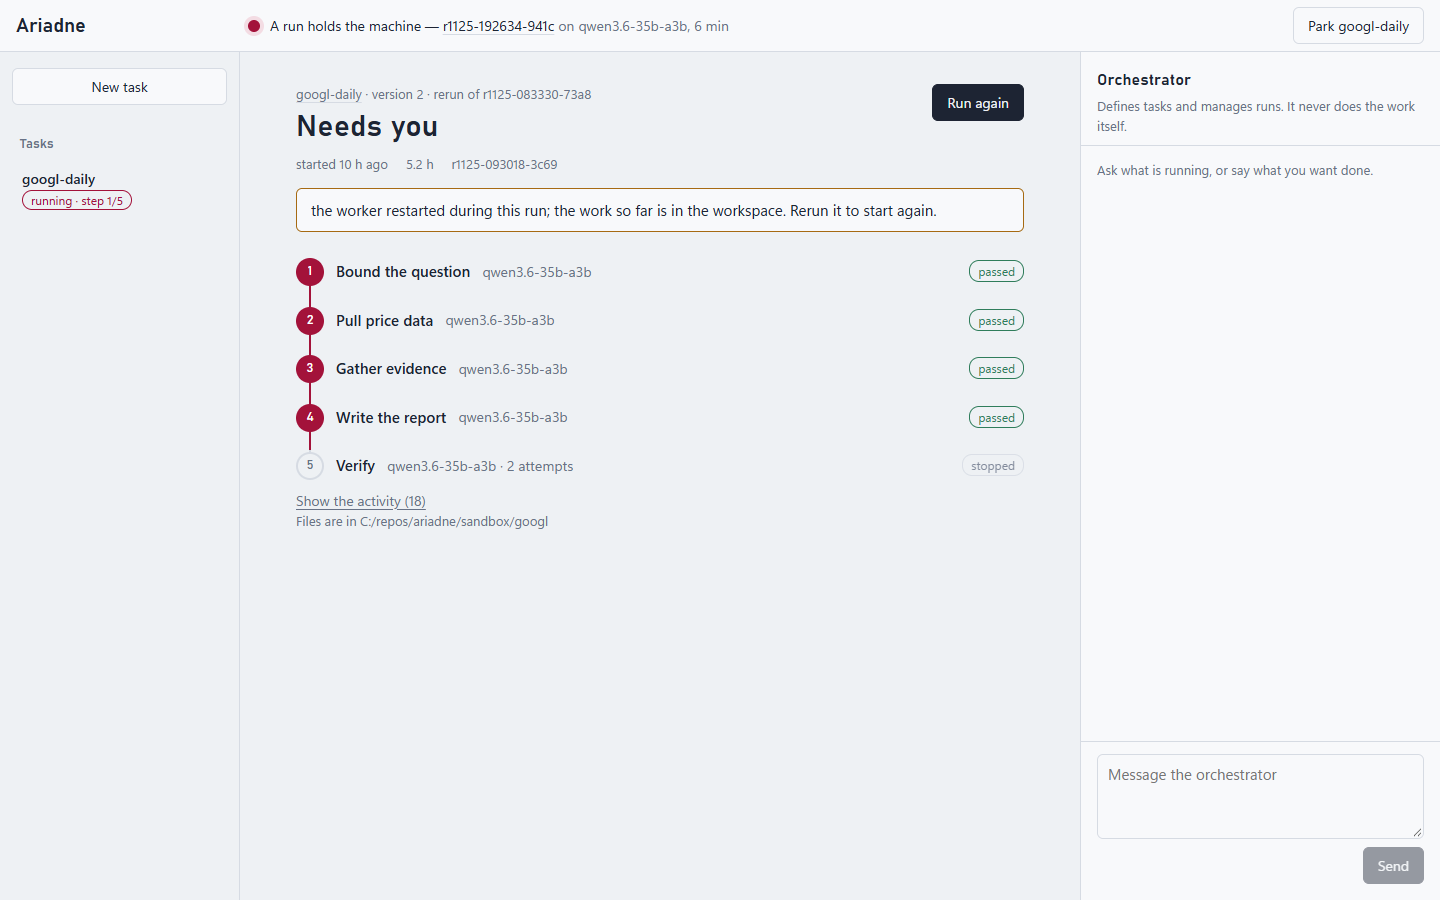 Ariadne
A run holds the machine — r1125-192634-941c on qwen3.6-35b-a3b, 6 min
Park googl-daily
New task
Tasks
googl-daily
running · step 1/5
googl-daily · version 2 · rerun of r1125-083330-73a8
Needs you
Run again
started 10 h ago 5.2 h r1125-093018-3c69
the worker restarted during this run; the work so far is in the workspace. Rerun it to start again.
1 Bound the question qwen3.6-35b-a3b passed
2 Pull price data qwen3.6-35b-a3b passed
3 Gather evidence qwen3.6-35b-a3b passed
4 Write the report qwen3.6-35b-a3b passed
5 Verify qwen3.6-35b-a3b · 2 attempts stopped
Show the activity (18)
Files are in C:/repos/ariadne/sandbox/googl
Orchestrator
Defines tasks and manages runs. It never does the work
itself.
Ask what is running, or say what you want done.
Message the orchestrator
Send